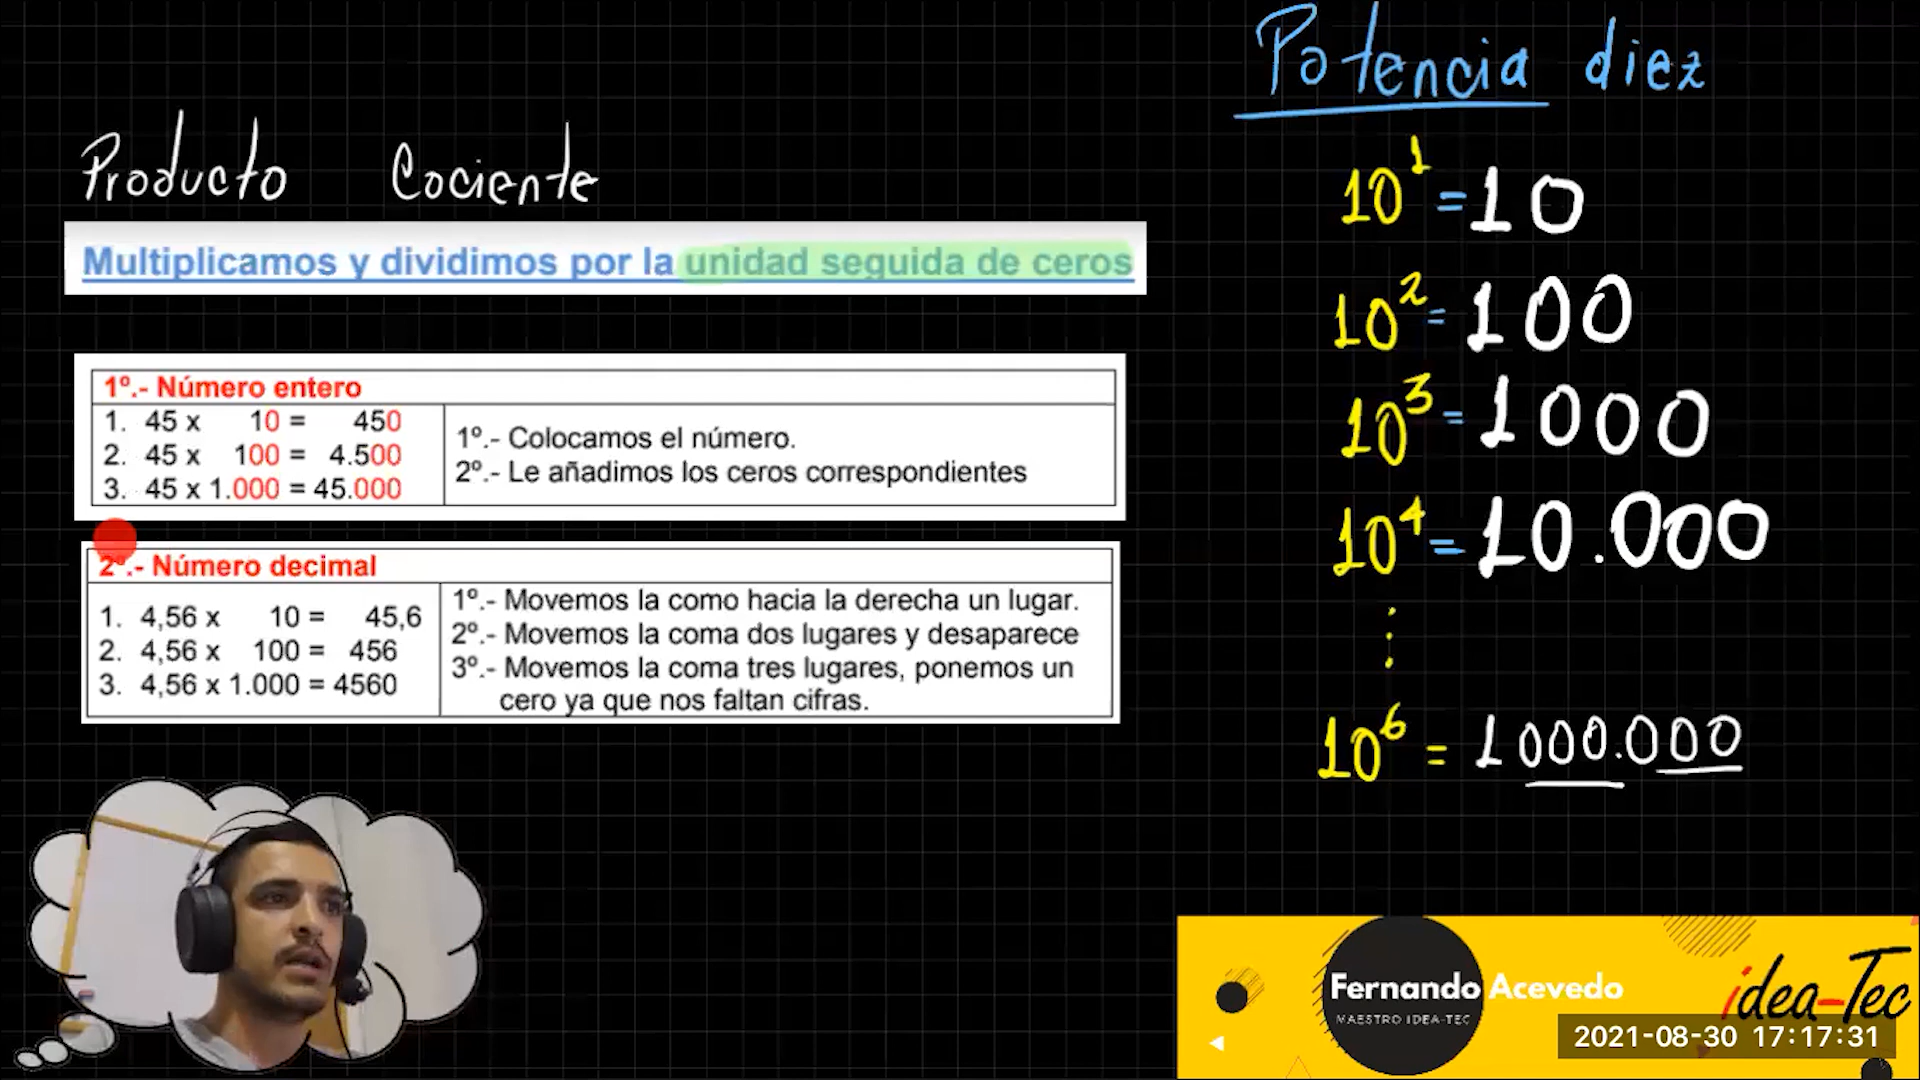 Potencia diez
Producto Cociente
Multiplicamos y dividimos por la unidad seguida de ceros
1º.- Número entero
1. 45 x 10 = 450
2. 45 x 100 = 4.500
3. 45 x 1.000 = 45.000
1º.- Colocamos el número.
2º.- Le añadimos los ceros correspondientes
2º.- Número decimal
1. 4,56 x 10 = 45,6
2. 4,56 x 100 = 456
3. 4,56 x 1.000 = 4560
1º.- Movemos la como hacia la derecha un lugar.
2º.- Movemos la coma dos lugares y desaparece
3º.- Movemos la coma tres lugares, ponemos un
cero ya que nos faltan cifras.
10¹ = 10
10² = 100
10³ = 1000
10⁴ = 10.000
⋮
10⁶ = 1000.000
Fernando Acevedo
MAESTRO IDEA-TEC
idea-Tec
2021-08-30 17:17:31